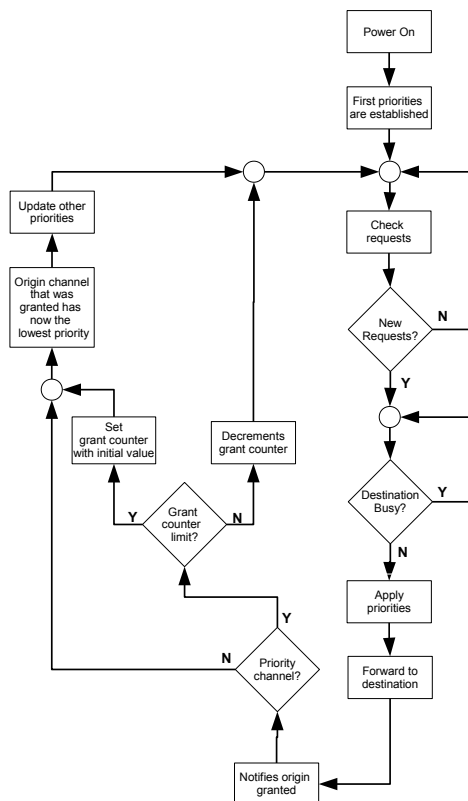 Power On
First priorities
are established
Check
requests
New
Requests?
N
Y
Destination
Busy?
Y
N
Apply
priorities
Forward to
destination
Notifies origin
granted
Priority
channel?
N
Y
Grant
counter
limit?
Y
N
Set
grant counter
with initial value
Decrements
grant counter
Origin channel
that was
granted has
now the
lowest priority
Update other
priorities